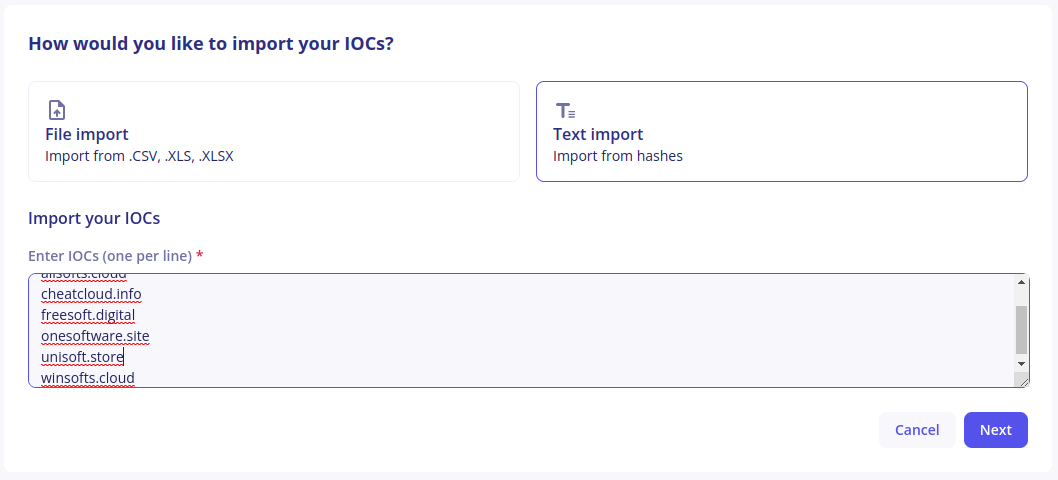 How would you like to import your IOCs?
File import
Import from .CSV, .XLS, .XLSX
Text import
Import from hashes
Import your IOCs
Enter IOCs (one per line) *
allsofts.cloud
cheatcloud.info
freesoft.digital
onesoftware.site
unisoft.store
winsofts.cloud
Cancel
Next